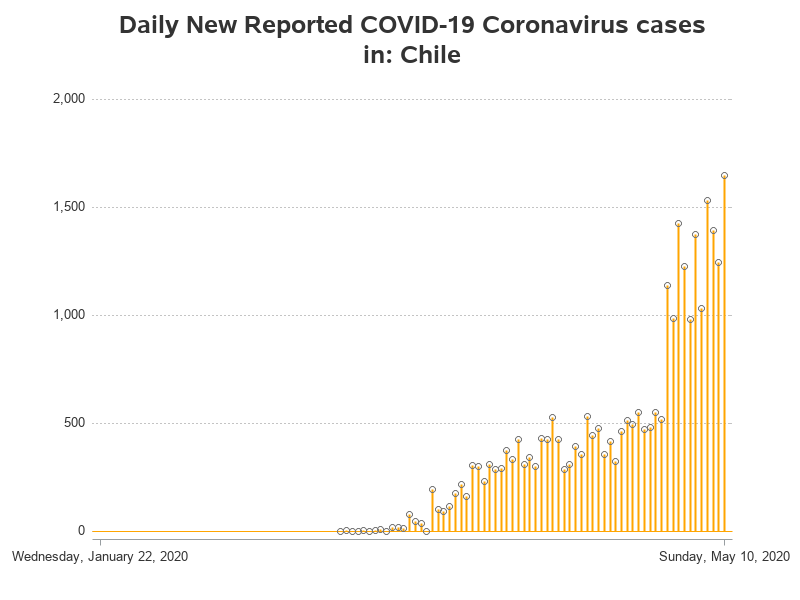 Daily New Reported COVID-19 Coronavirus cases
in: Chile
2,000
1,500
1,000
500
0
Wednesday, January 22, 2020
Sunday, May 10, 2020